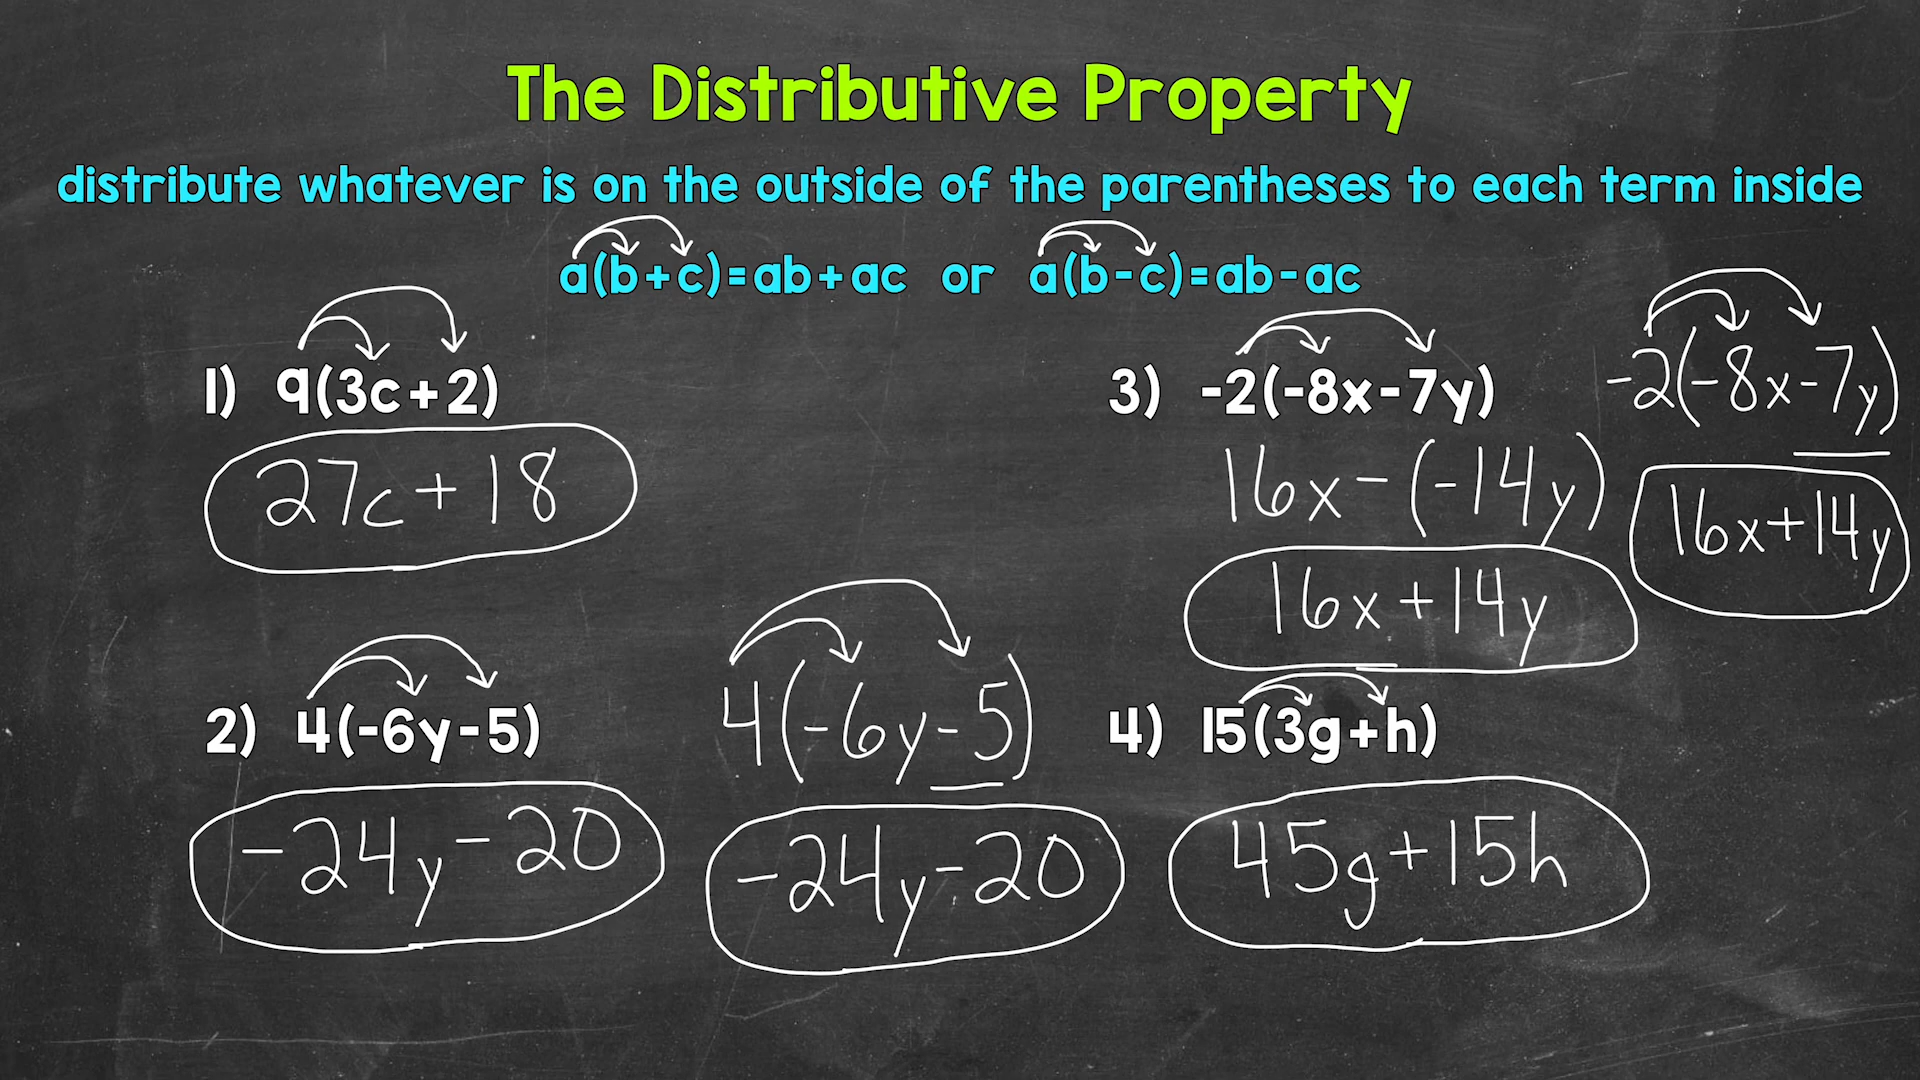 The Distributive Property
distribute whatever is on the outside of the parentheses to each term inside
a(b+c)=ab+ac or a(b-c)=ab-ac
1) 9(3c+2)
27c+18
2) 4(-6y-5)
-24y-20
4(-6y-5)
-24y-20
3) -2(-8x-7y)
16x-(-14y)
16x+14y
-2(-8x-7y)
16x+14y
4) 15(3g+h)
45g+15h